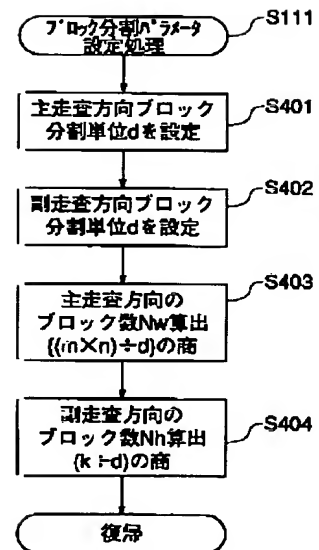 ブロック分割パラメータ
設定処理
S111
主走査方向ブロック
分割単位dを設定
S401
副走査方向ブロック
分割単位dを設定
S402
主走査方向の
ブロック数Nw算出
{(m×n)÷d}の商
S403
副走査方向の
ブロック数Nh算出
(k÷d)の商
S404
復帰